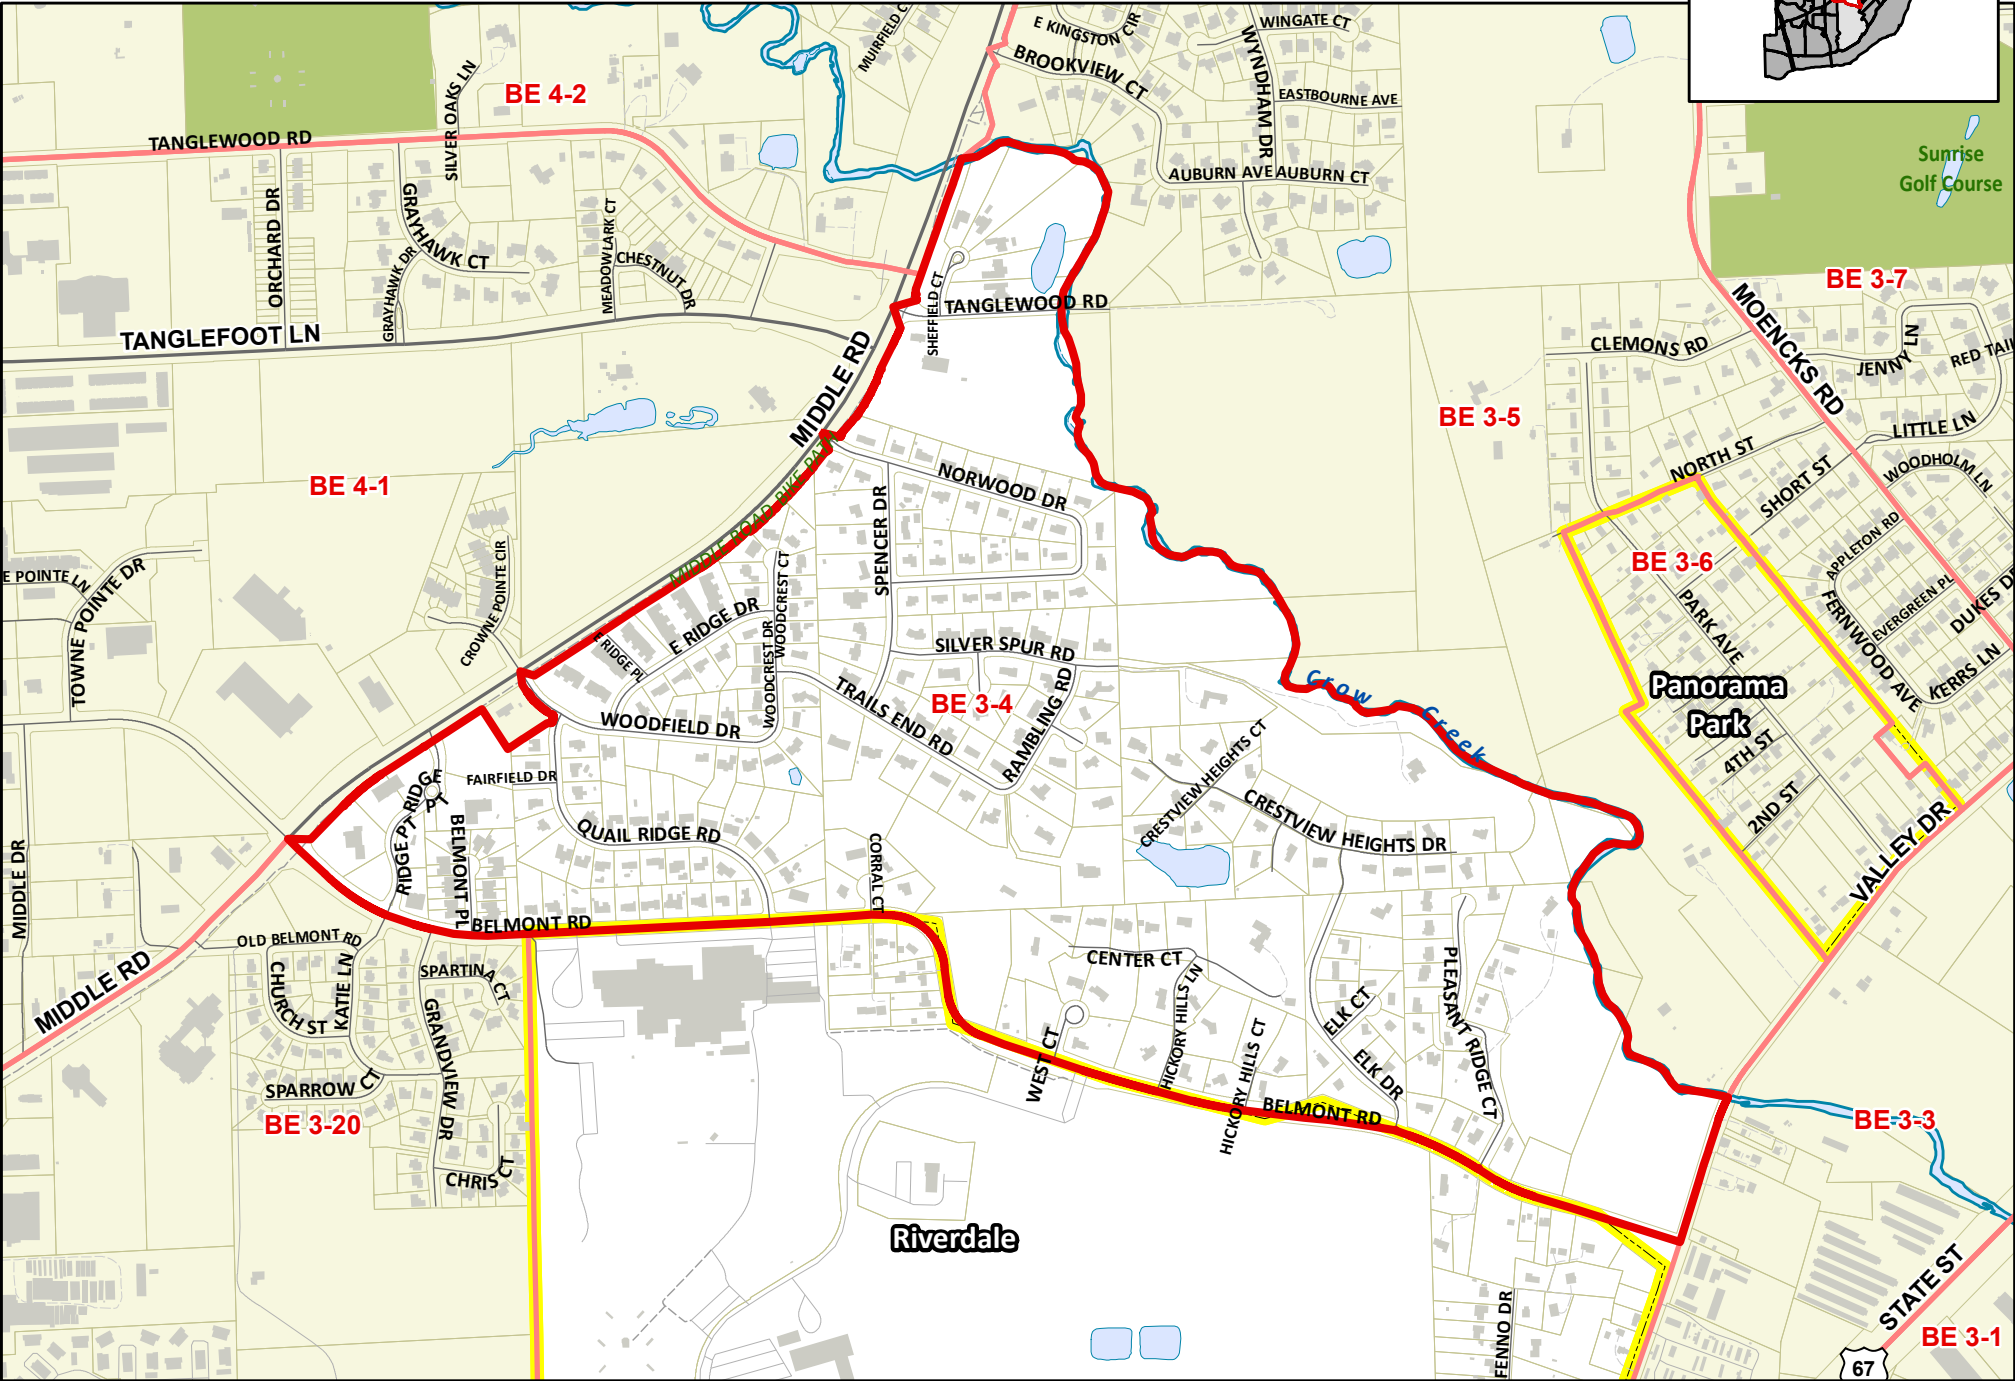 MUIRFIELD C
E KINGSTON CIR
WINGATE CT
BROOKVIEW CT
WYNDHAM DR
EASTBOURNE AVE
SILVER OAKS LN
BE 4-2
TANGLEWOOD RD
AUBURN AVE
AUBURN CT
Sunrise
Golf Course
ORCHARD DR
GRAYHAWK CT
GRAYHAWK DR
MEADOWLARK CT
CHESTNUT DR
BE 3-7
SHEFFIELD CT
TANGLEWOOD RD
MOENCKS RD
TANGLEFOOT LN
MIDDLE RD
CLEMONS RD
JENNY LN
RED TAIL
BE 3-5
LITTLE LN
NORTH ST
SHORT ST
WOODHOLM LN
BE 4-1
MIDDLE ROAD BIKE PATH
NORWOOD DR
SPENCER DR
APPLETON RD
BE 3-6
E POINTE LN
TOWNE POINTE DR
CROWNE POINTE CIR
WOODCREST CT
E RIDGE DR
E RIDGE PL
WOODCREST DR
PARK AVE
FERNWOOD AVE
EVERGREEN PL
DUKES D
KERRS LN
SILVER SPUR RD
TRAILS END RD
BE 3-4
RAMBLING RD
Crow Creek
Panorama
Park
WOODFIELD DR
4TH ST
2ND ST
FAIRFIELD DR
RIDGE PT
RIDGE PT
BELMONT PL
QUAIL RIDGE RD
CORRAL CT
CRESTVIEW HEIGHTS CT
CRESTVIEW HEIGHTS DR
VALLEY DR
MIDDLE DR
BELMONT RD
OLD BELMONT RD
MIDDLE RD
CHURCH ST
KATIE LN
SPARTINA CT
GRANDVIEW DR
CENTER CT
HICKORY HILLS LN
PLEASANT RIDGE CT
ELK CT
ELK DR
WEST CT
HICKORY HILLS CT
BELMONT RD
SPARROW CT
BE 3-20
CHRIS CT
BE 3-3
Riverdale
FENNO DR
STATE ST
BE 3-1
67